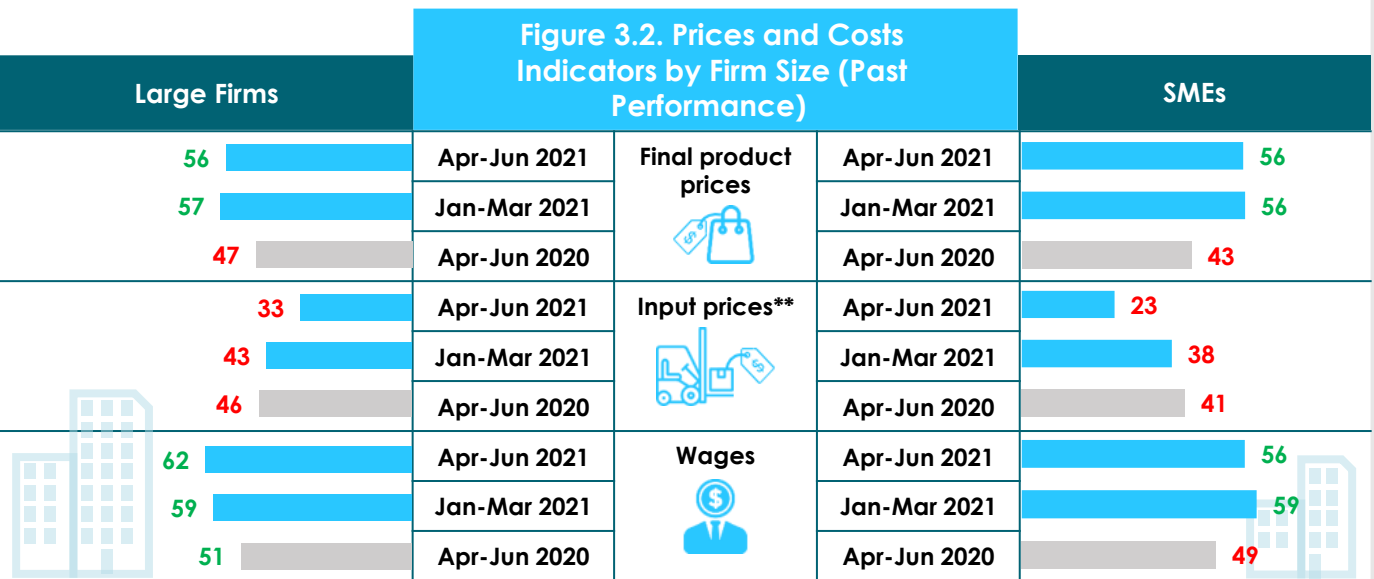 Figure 3.2. Prices and Costs
Indicators by Firm Size (Past
Performance)
Large Firms
SMEs
56 Apr-Jun 2021 Final product Apr-Jun 2021 56
prices
57 Jan-Mar 2021 Jan-Mar 2021 56
$
47 Apr-Jun 2020 Apr-Jun 2020 43
33 Apr-Jun 2021 Input prices** Apr-Jun 2021 23
43 Jan-Mar 2021 Jan-Mar 2021 38
$
46 Apr-Jun 2020 Apr-Jun 2020 41
62 Apr-Jun 2021 Wages Apr-Jun 2021 56
59 Jan-Mar 2021 $ Jan-Mar 2021 59
51 Apr-Jun 2020 Apr-Jun 2020 49